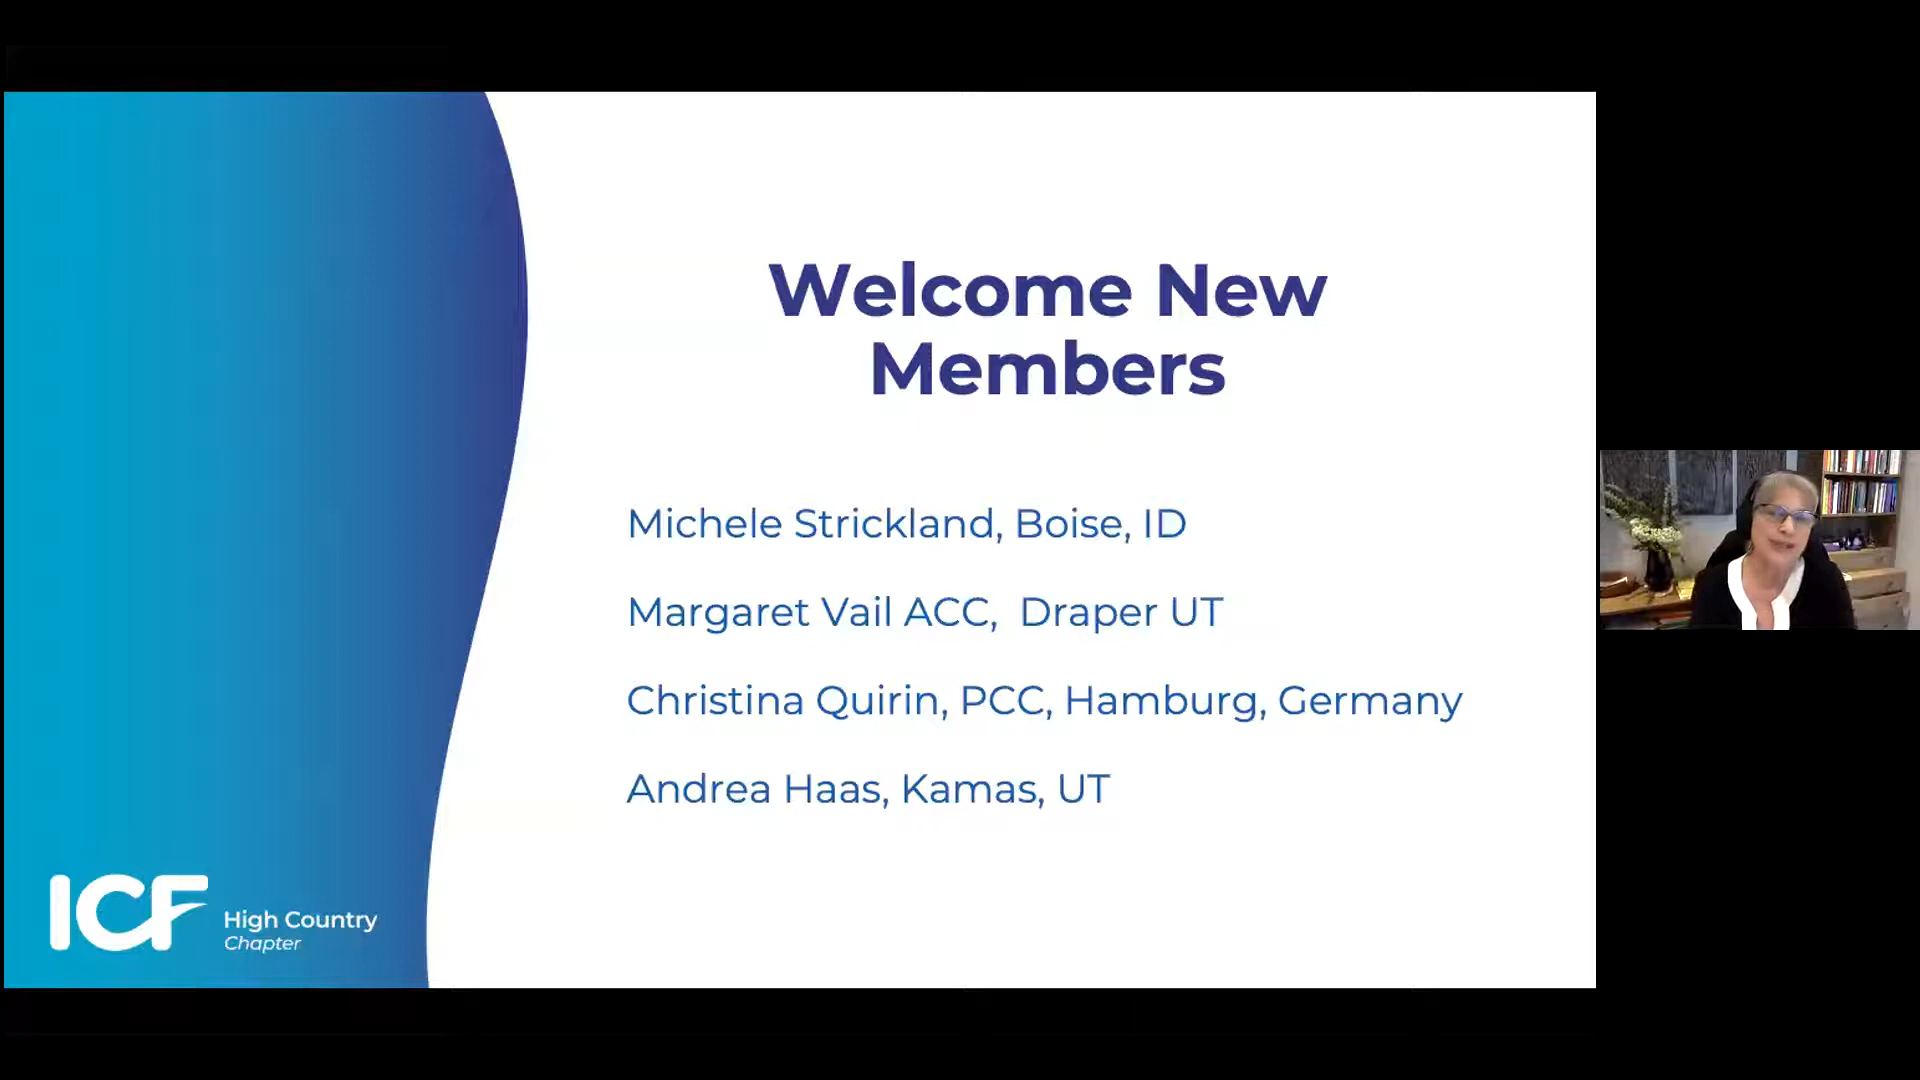 Welcome New
Members
Michele Strickland, Boise, ID
Margaret Vail ACC, Draper UT
Christina Quirin, PCC, Hamburg, Germany
Andrea Haas, Kamas, UT
ICF
High Country
Chapter